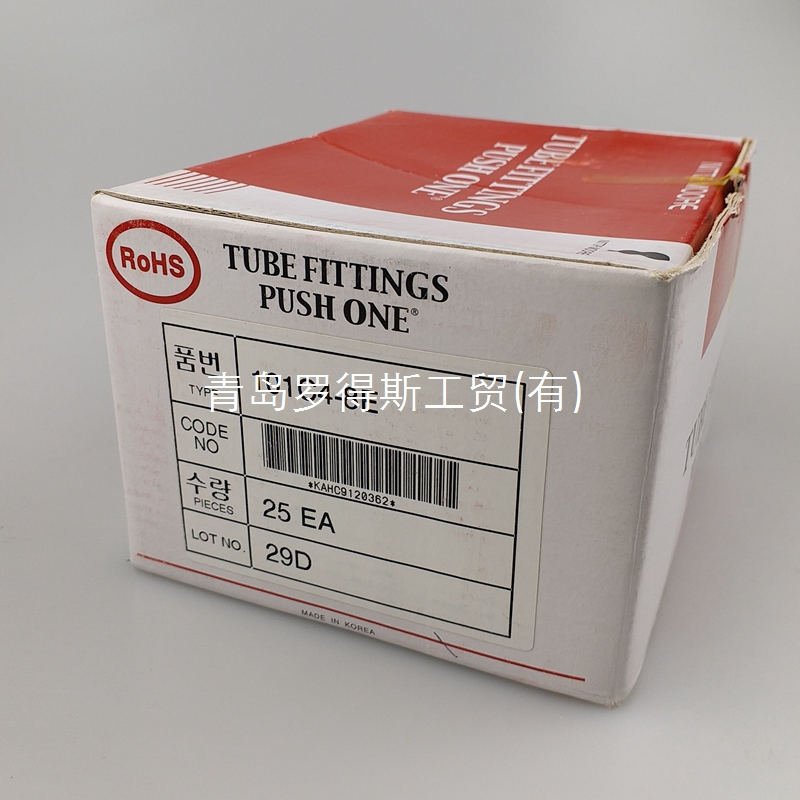 TUBE FITTINGS
PUSH ONE®
RoHS
TUBE FITTINGS
PUSH ONE®
품번
TYPE
青岛罗得斯工贸(有)
CODE
NO
*KAHC9120362*
수량
PIECES
25 EA
LOT NO.
29D
MADE IN KOREA